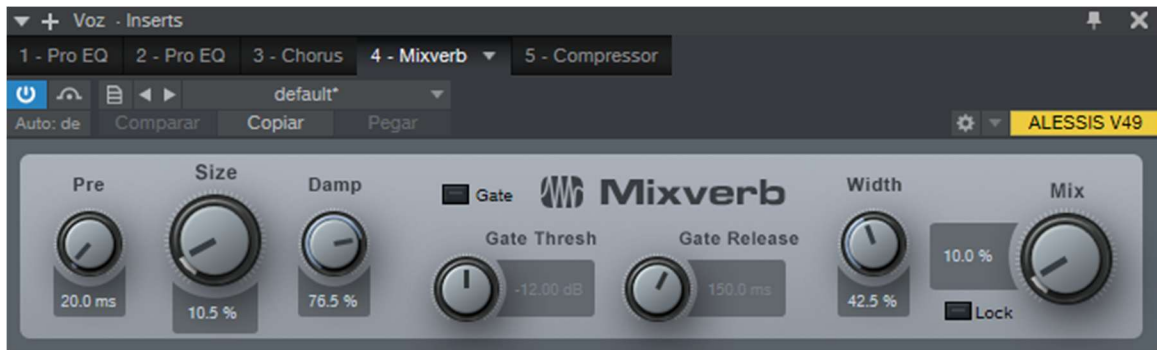 Voz - Inserts
1 - Pro EQ 2 - Pro EQ 3 - Chorus 4 - Mixverb 5 - Compressor
default*
Auto: de Comparar Copiar Pegar ALESSIS V49
Pre Size Damp Gate Mixverb Width Mix
Gate Thresh Gate Release
20.0 ms 10.5 % 76.5 % -12.00 dB 150.0 ms 42.5 % 10.0 %
Lock